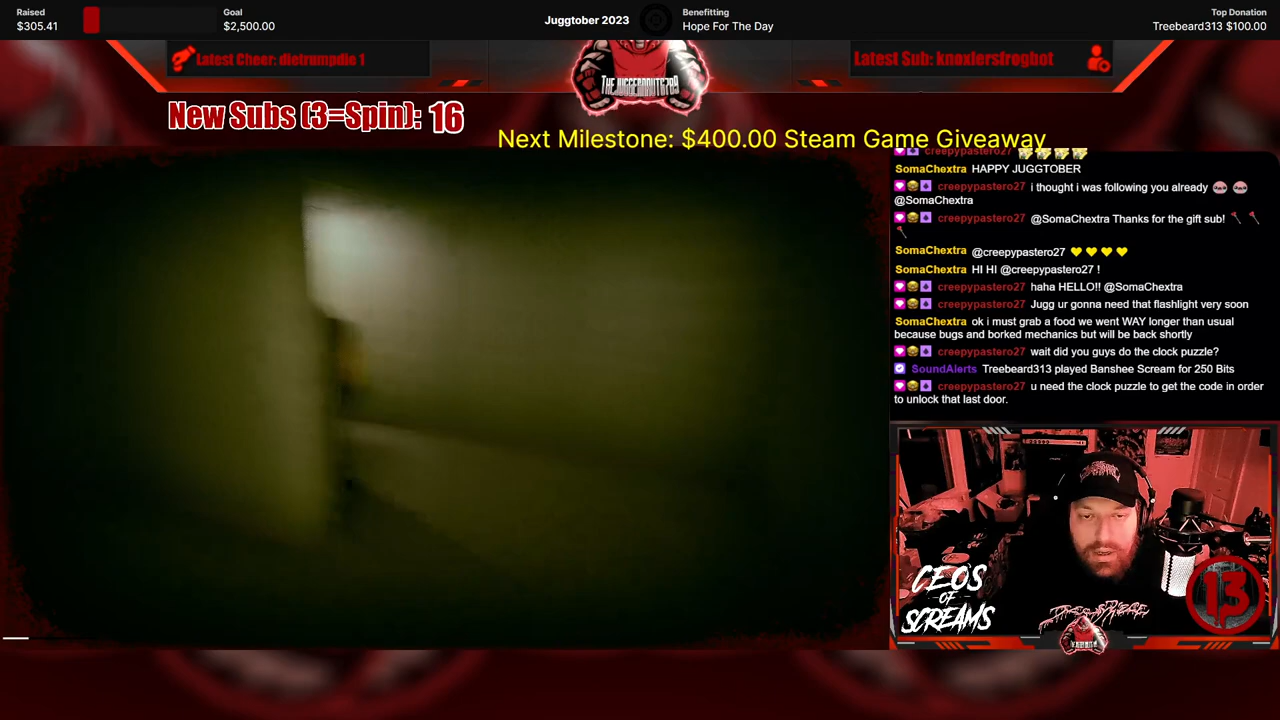 Raised
$305.41
Goal
$2,500.00
Juggtober 2023
Benefitting
Hope For The Day
Top Donation
Treebeard313 $100.00
Latest Cheer: dietrumpdie 1
THEJUGGERNAUT6789
Latest Sub: knoxiersfrogbot
New Subs (3=Spin): 16
Next Milestone: $400.00 Steam Game Giveaway
creepypastero27
SomaChextra HAPPY JUGGTOBER
creepypastero27 i thought i was following you already
@SomaChextra
creepypastero27 @SomaChextra Thanks for the gift sub!
SomaChextra @creepypastero27
SomaChextra HI HI @creepypastero27 !
creepypastero27 haha HELLO!! @SomaChextra
creepypastero27 Jugg ur gonna need that flashlight very soon
SomaChextra ok i must grab a food we went WAY longer than usual
because bugs and borked mechanics but will be back shortly
creepypastero27 wait did you guys do the clock puzzle?
SoundAlerts Treebeard313 played Banshee Scream for 250 Bits
creepypastero27 u need the clock puzzle to get the code in order
to unlock that last door.
CEOS
OF
SCREAMS
13